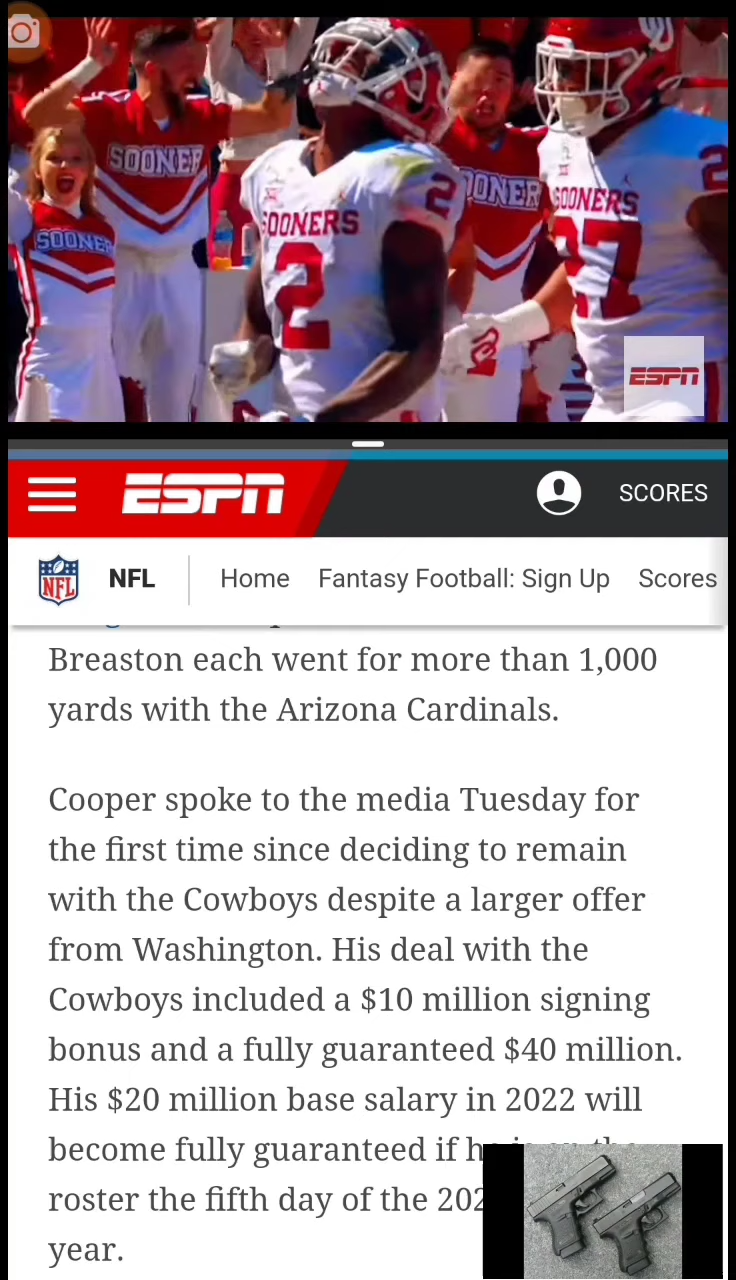 SOONER
SOONER
SOONERS
2
2
SOONERS
27
2
ESPN
ESPN
SCORES
NFL
NFL
Home
Fantasy Football: Sign Up
Scores
Breaston each went for more than 1,000
yards with the Arizona Cardinals.
Cooper spoke to the media Tuesday for
the first time since deciding to remain
with the Cowboys despite a larger offer
from Washington. His deal with the
Cowboys included a $10 million signing
bonus and a fully guaranteed $40 million.
His $20 million base salary in 2022 will
become fully guaranteed if
roster the fifth day of the
year.